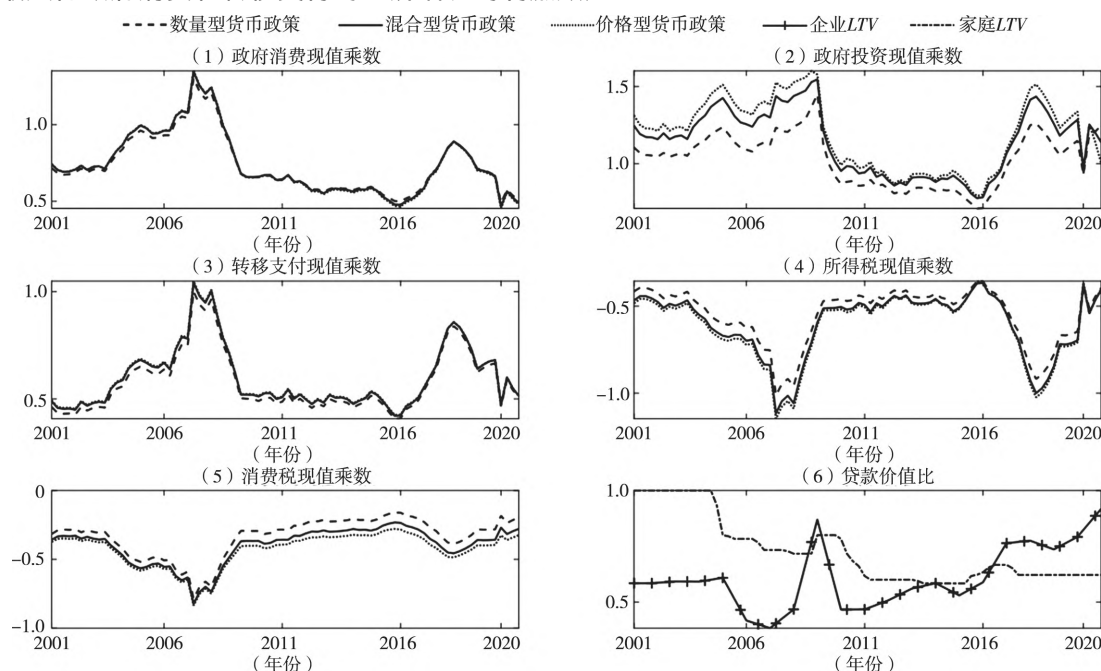 数量型货币政策 混合型货币政策 价格型货币政策 企业LTV 家庭LTV
(1)政府消费现值乘数
1.0
0.5
2001 2006 2011 2016 2020
(年份)
(2)政府投资现值乘数
1.5
1.0
2001 2006 2011 2016 2020
(年份)
(3)转移支付现值乘数
1.0
0.5
2001 2006 2011 2016 2020
(年份)
(4)所得税现值乘数
-0.5
-1.0
2001 2006 2011 2016 2020
(年份)
(5)消费税现值乘数
0
-0.5
-1.0
2001 2006 2011 2016 2020
(年份)
(6)贷款价值比
1.0
0.5
2001 2006 2011 2016 2020
(年份)